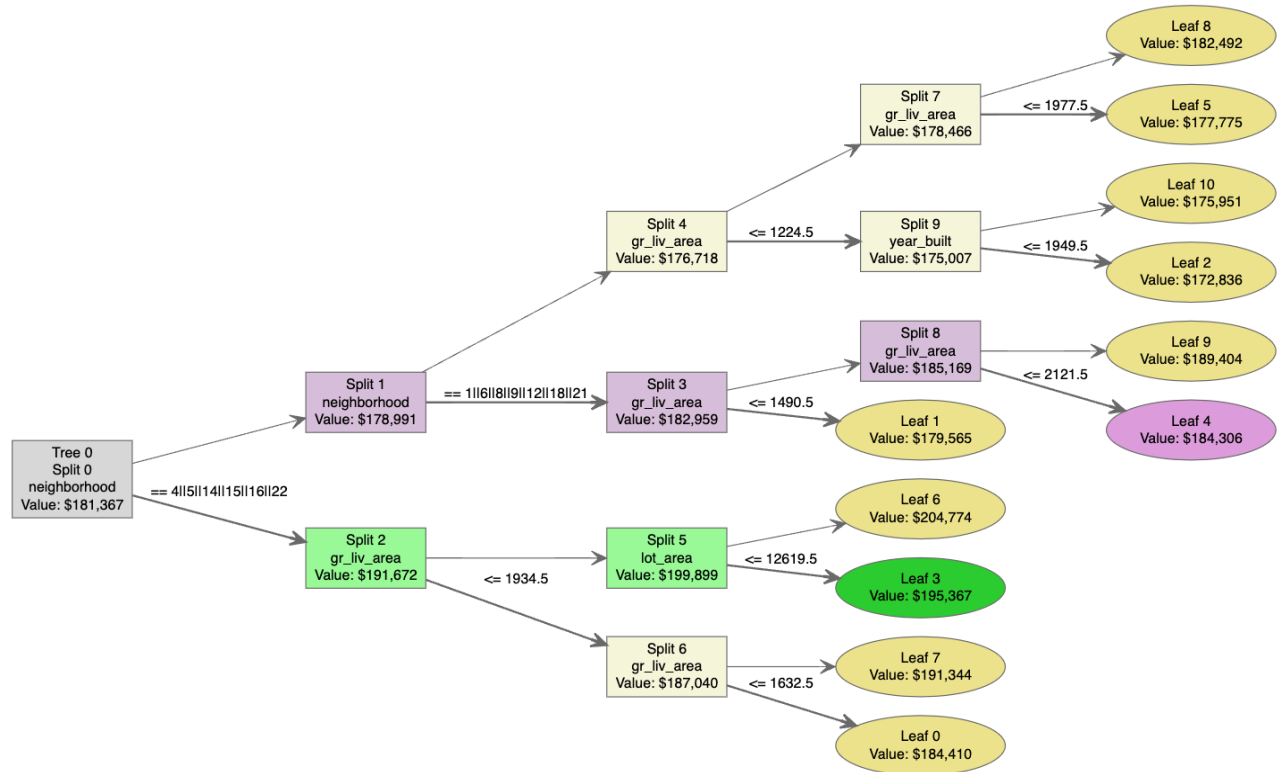 Tree 0
Split 0
neighborhood
Value: $181,367
== 4||5||14||15||16||22
Split 1
neighborhood
Value: $178,991
== 1||6||8||9||12||18||21
Split 2
gr_liv_area
Value: $191,672
<= 1934.5
Split 4
gr_liv_area
Value: $176,718
<= 1224.5
Split 3
gr_liv_area
Value: $182,959
<= 1490.5
Split 5
lot_area
Value: $199,899
<= 12619.5
Split 6
gr_liv_area
Value: $187,040
<= 1632.5
Split 7
gr_liv_area
Value: $178,466
<= 1977.5
Split 9
year_built
Value: $175,007
<= 1949.5
Split 8
gr_liv_area
Value: $185,169
<= 2121.5
Leaf 1
Value: $179,565
Leaf 6
Value: $204,774
Leaf 3
Value: $195,367
Leaf 7
Value: $191,344
Leaf 0
Value: $184,410
Leaf 8
Value: $182,492
Leaf 5
Value: $177,775
Leaf 10
Value: $175,951
Leaf 2
Value: $172,836
Leaf 9
Value: $189,404
Leaf 4
Value: $184,306